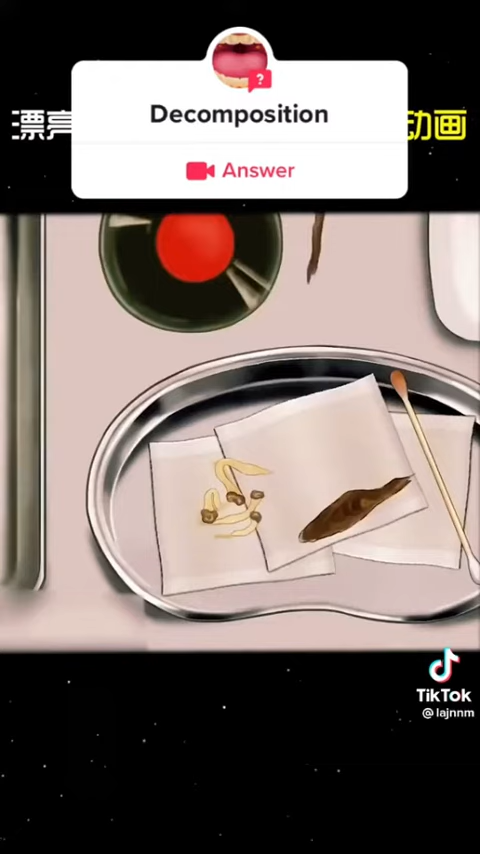 Decomposition
漂亮
动画
Answer
TikTok
@lajnnm